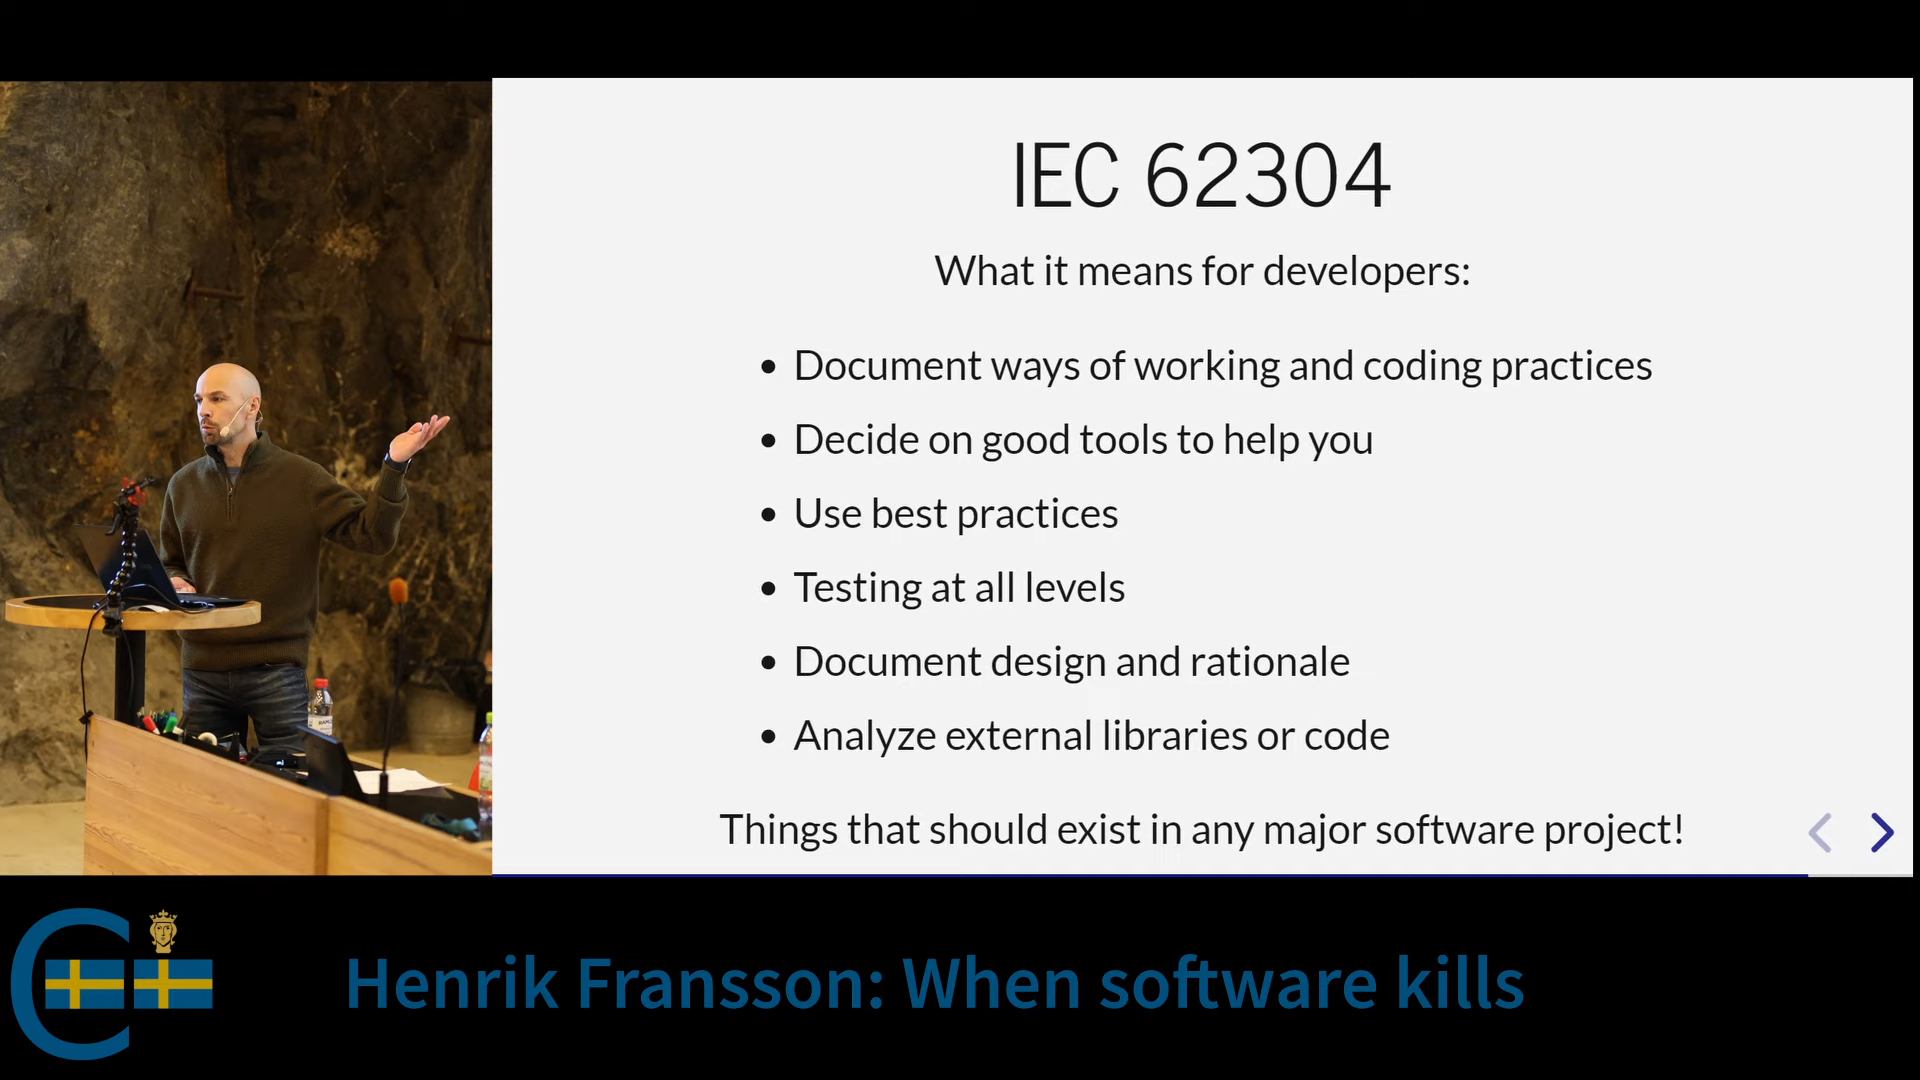 IEC 62304
What it means for developers:
• Document ways of working and coding practices
• Decide on good tools to help you
• Use best practices
• Testing at all levels
• Document design and rationale
• Analyze external libraries or code
Things that should exist in any major software project!
Henrik Fransson: When software kills